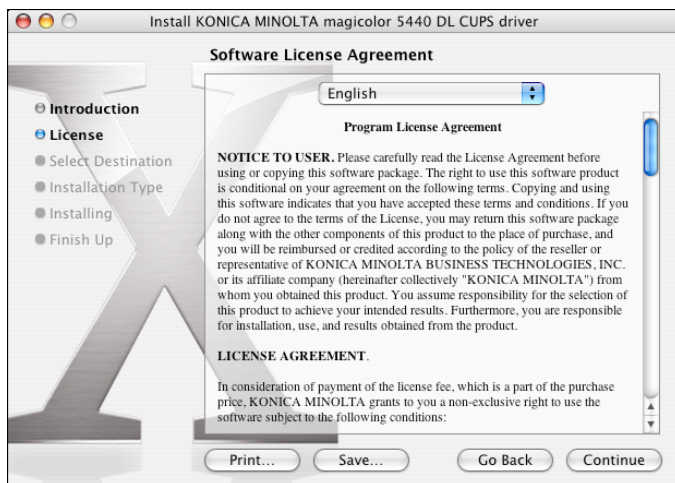 Install KONICA MINOLTA magicolor 5440 DL CUPS driver
Software License Agreement
Introduction
License
Select Destination
Installation Type
Installing
Finish Up
English
Program License Agreement
NOTICE TO USER. Please carefully read the License Agreement before
using or copying this software package. The right to use this software product
is conditional on your agreement on the following terms. Copying and using
this software indicates that you have accepted these terms and conditions. If you
do not agree to the terms of the License, you may return this software package
along with the other components of this product to the place of purchase, and
you will be reimbursed or credited according to the policy of the reseller or
representative of KONICA MINOLTA BUSINESS TECHNOLOGIES, INC.
or its affiliate company (hereinafter collectively "KONICA MINOLTA") from
whom you obtained this product. You assume responsibility for the selection of
this product to achieve your intended results. Furthermore, you are responsible
for installation, use, and results obtained from the product.
LICENSE AGREEMENT.
In consideration of payment of the license fee, which is a part of the purchase
price, KONICA MINOLTA grants to you a non-exclusive right to use the
software subject to the following conditions:
Print... Save... Go Back Continue